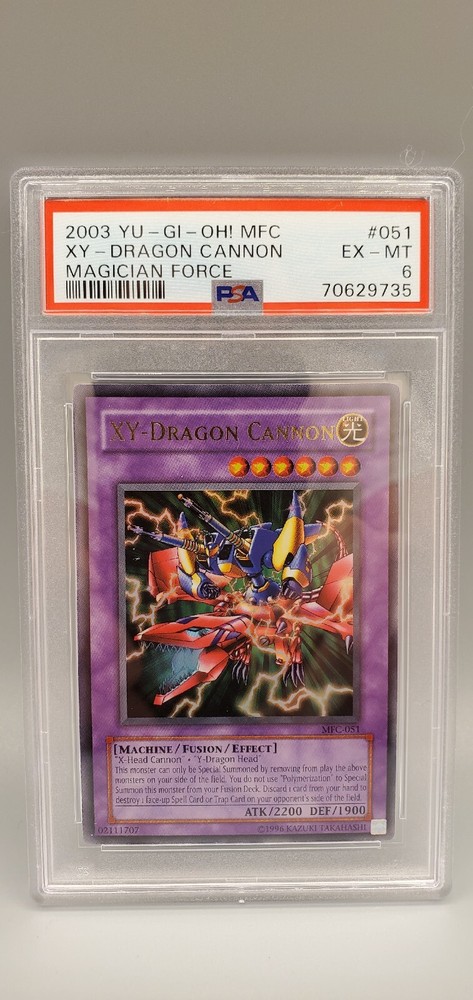 2003 YU-GI-OH! MFC #051
XY-DRAGON CANNON EX-MT
MAGICIAN FORCE 6
PSA 70629735
XY-DRAGON CANNON
LIGHT
光
MFC-051
[MACHINE/FUSION/EFFECT]
"X-Head Cannon" + "Y-Dragon Head"
This monster can only be Special Summoned by removing from play the above
monsters on your side of the field. You do not use "Polymerization" to Special
Summon this monster from your Fusion Deck. Discard 1 card from your hand to
destroy 1 face-up Spell Card or Trap Card on your opponent's side of the field.
ATK/2200 DEF/1900
02111707 ©1996 KAZUKI TAKAHASHI